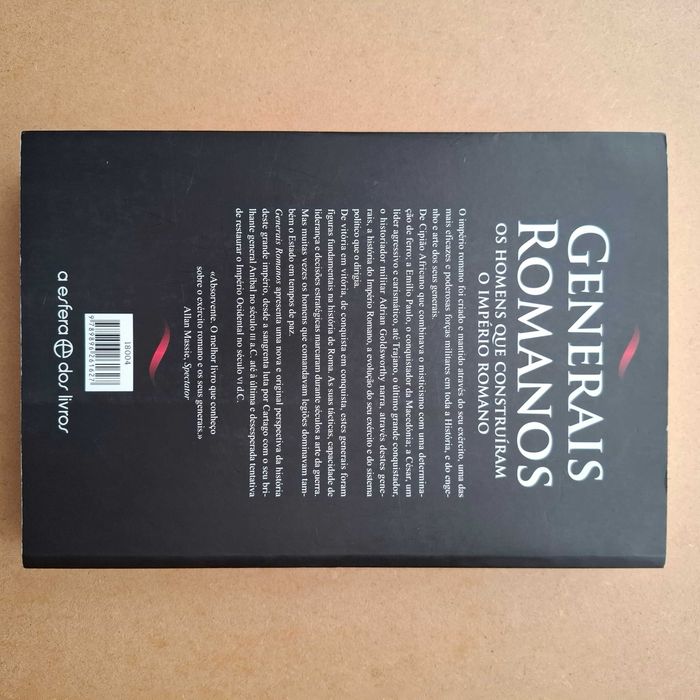 GENERAIS
ROMANOS
OS HOMENS QUE CONSTRUÍRAM
O IMPÉRIO ROMANO
O império romano foi criado e mantido através do seu exército, uma das
mais eficazes e poderosas forças militares em toda a História, e do enge-
nho e arte dos seus generais.
De Cipião Africano que combinava o misticismo com uma determina-
ção de ferro; a Emílio Paulo, o conquistador da Macedónia; a César, um
líder agressivo e carismático, até Trajano, o último grande conquistador,
o historiador militar Adrian Goldsworthy narra, através destes gene-
rais, a história do Império Romano, a evolução do seu exército e do sistema
político que o dirigia.
De vitória em vitória, de conquista em conquista, estes generais foram
figuras fundamentais na história de Roma. As suas tácticas, capacidade de
liderança e decisões estratégicas marcaram durante séculos a arte da guerra.
Mas muitas vezes os homens que comandavam legiões dominavam tam-
bém o Estado em tempos de paz.
Generais Romanos apresenta uma nova e original perspectiva da história
deste grande império, desde a sangrenta luta por Cartago com o seu bri-
lhante general Aníbal no século III a.C. até à última e desesperada tentativa
de restaurar o Império Ocidental no século VI d.C.
«Absorvente. O melhor livro que conheço
sobre o exército romano e os seus generais.»
Allan Massie, Spectator
18004
9789896261627
a esfera dos livros